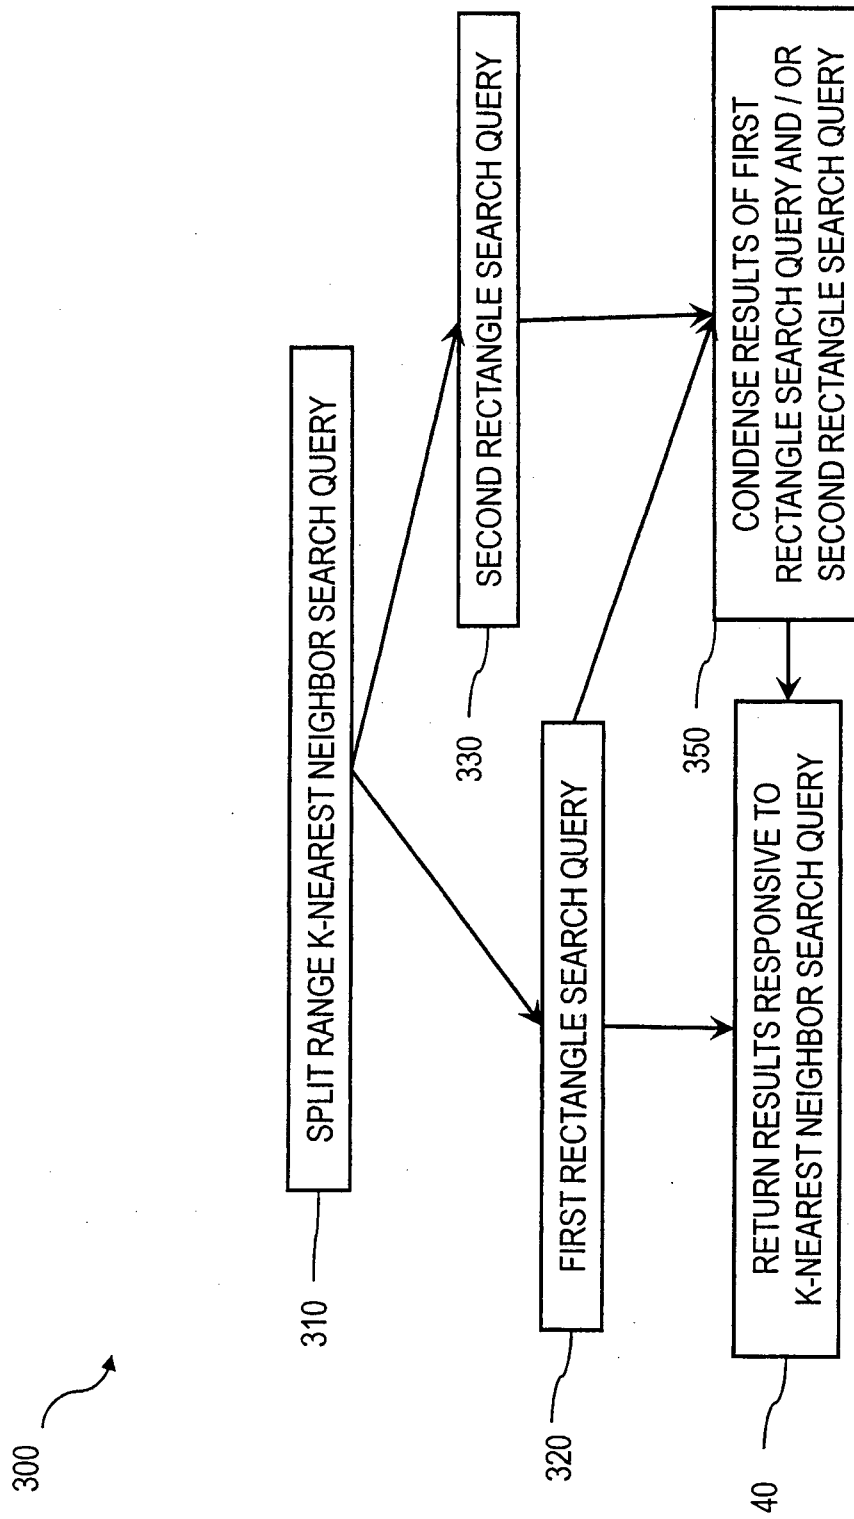 300
310
SPLIT RANGE K-NEAREST NEIGHBOR SEARCH QUERY
320
FIRST RECTANGLE SEARCH QUERY
330
SECOND RECTANGLE SEARCH QUERY
40
RETURN RESULTS RESPONSIVE TO
K-NEAREST NEIGHBOR SEARCH QUERY
350
CONDENSE RESULTS OF FIRST
RECTANGLE SEARCH QUERY AND / OR
SECOND RECTANGLE SEARCH QUERY